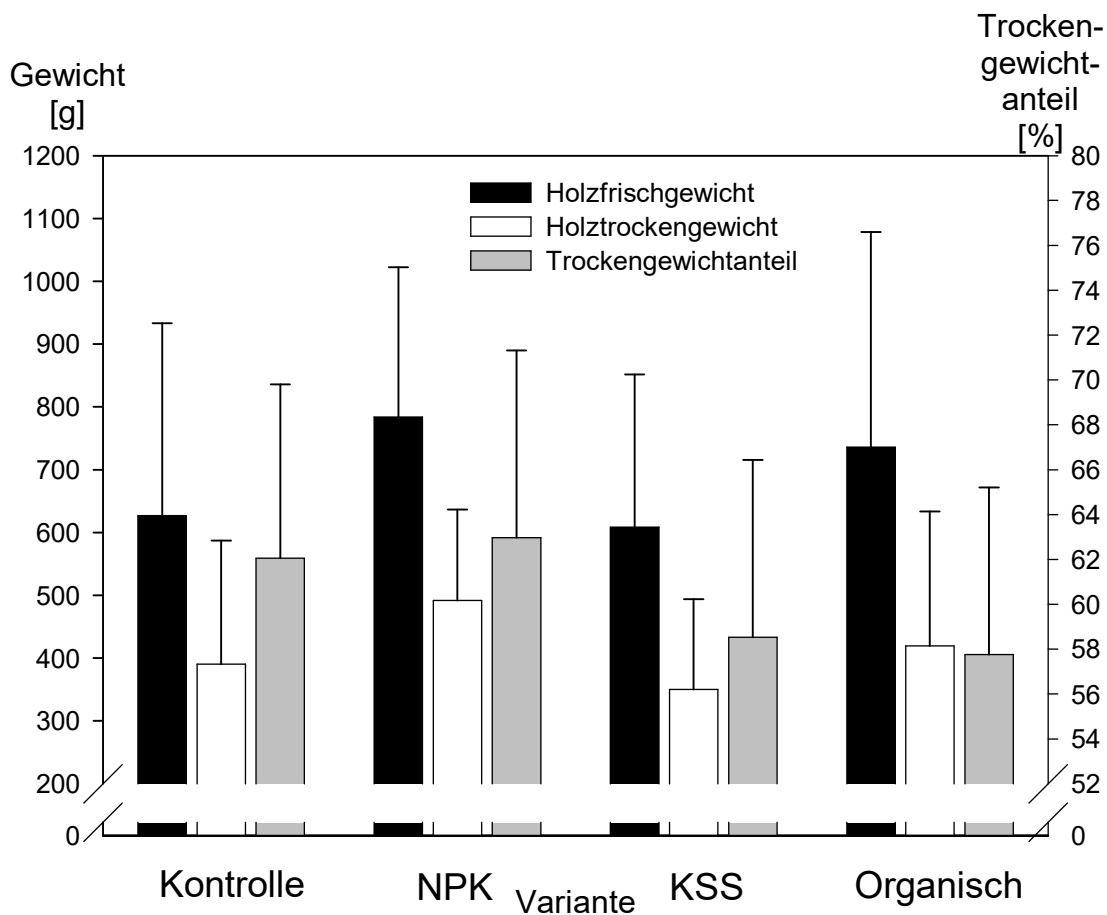 Gewicht
[g]
Trocken-
gewicht-
anteil
[%]
1200
1100
1000
900
800
700
600
500
400
300
200
0
80
78
76
74
72
70
68
66
64
62
60
58
56
54
52
0
Holzfrischgewicht
Holztrockengewicht
Trockengewichtanteil
Kontrolle
NPK
KSS
Organisch
Variante